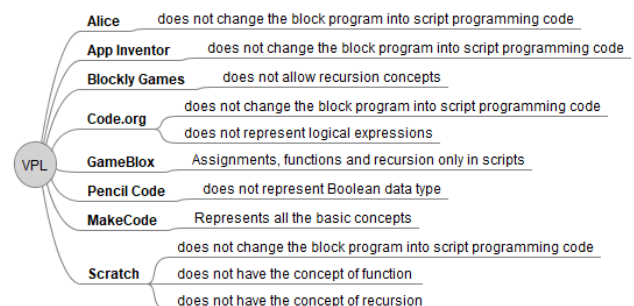 Alice does not change the block program into script programming code
App Inventor does not change the block program into script programming code
Blockly Games does not allow recursion concepts
does not change the block program into script programming code
Code.org
does not represent logical expressions
GameBlox Assignments, functions and recursion only in scripts
VPL
Pencil Code does not represent Boolean data type
MakeCode Represents all the basic concepts
does not change the block program into script programming code
Scratch does not have the concept of function
does not have the concept of recursion